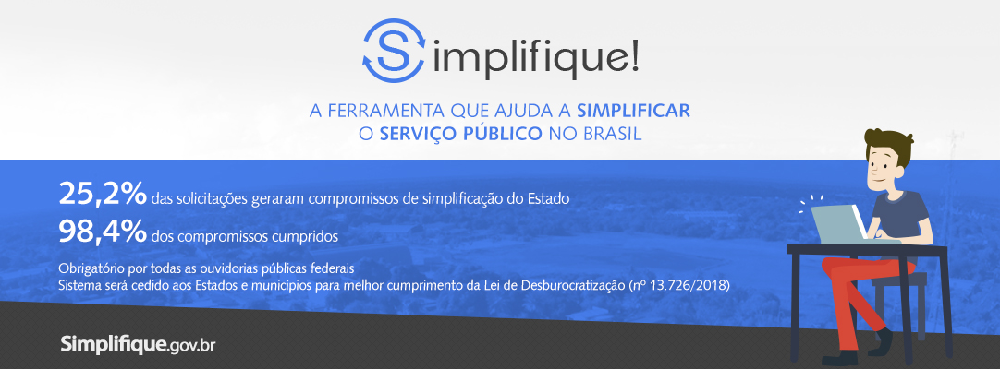 Simplifique!
A FERRAMENTA QUE AJUDA A SIMPLIFICAR
O SERVIÇO PÚBLICO NO BRASIL
25,2% das solicitações geraram compromissos de simplificação do Estado
98,4% dos compromissos cumpridos
Obrigatório por todas as ouvidorias públicas federais
Sistema será cedido aos Estados e municípios para melhor cumprimento da Lei de Desburocratização (nº 13.726/2018)
Simplifique.gov.br